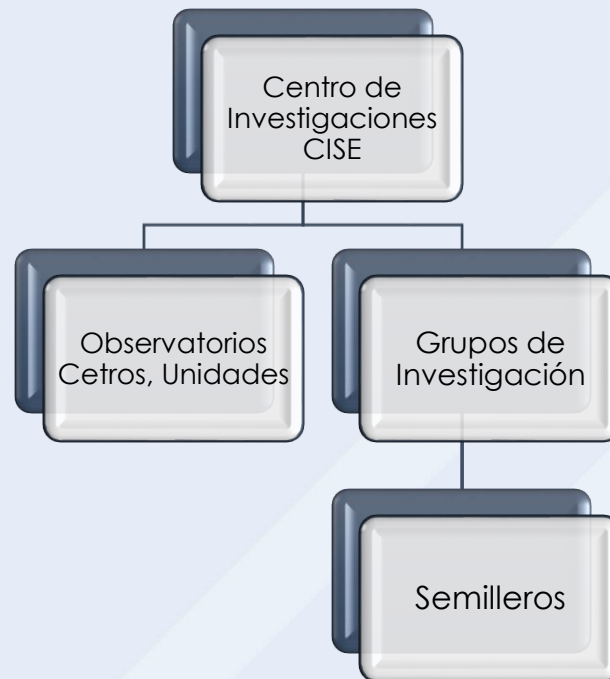 Centro de
Investigaciones
CISE
Observatorios
Cetros, Unidades
Grupos de
Investigación
Semilleros